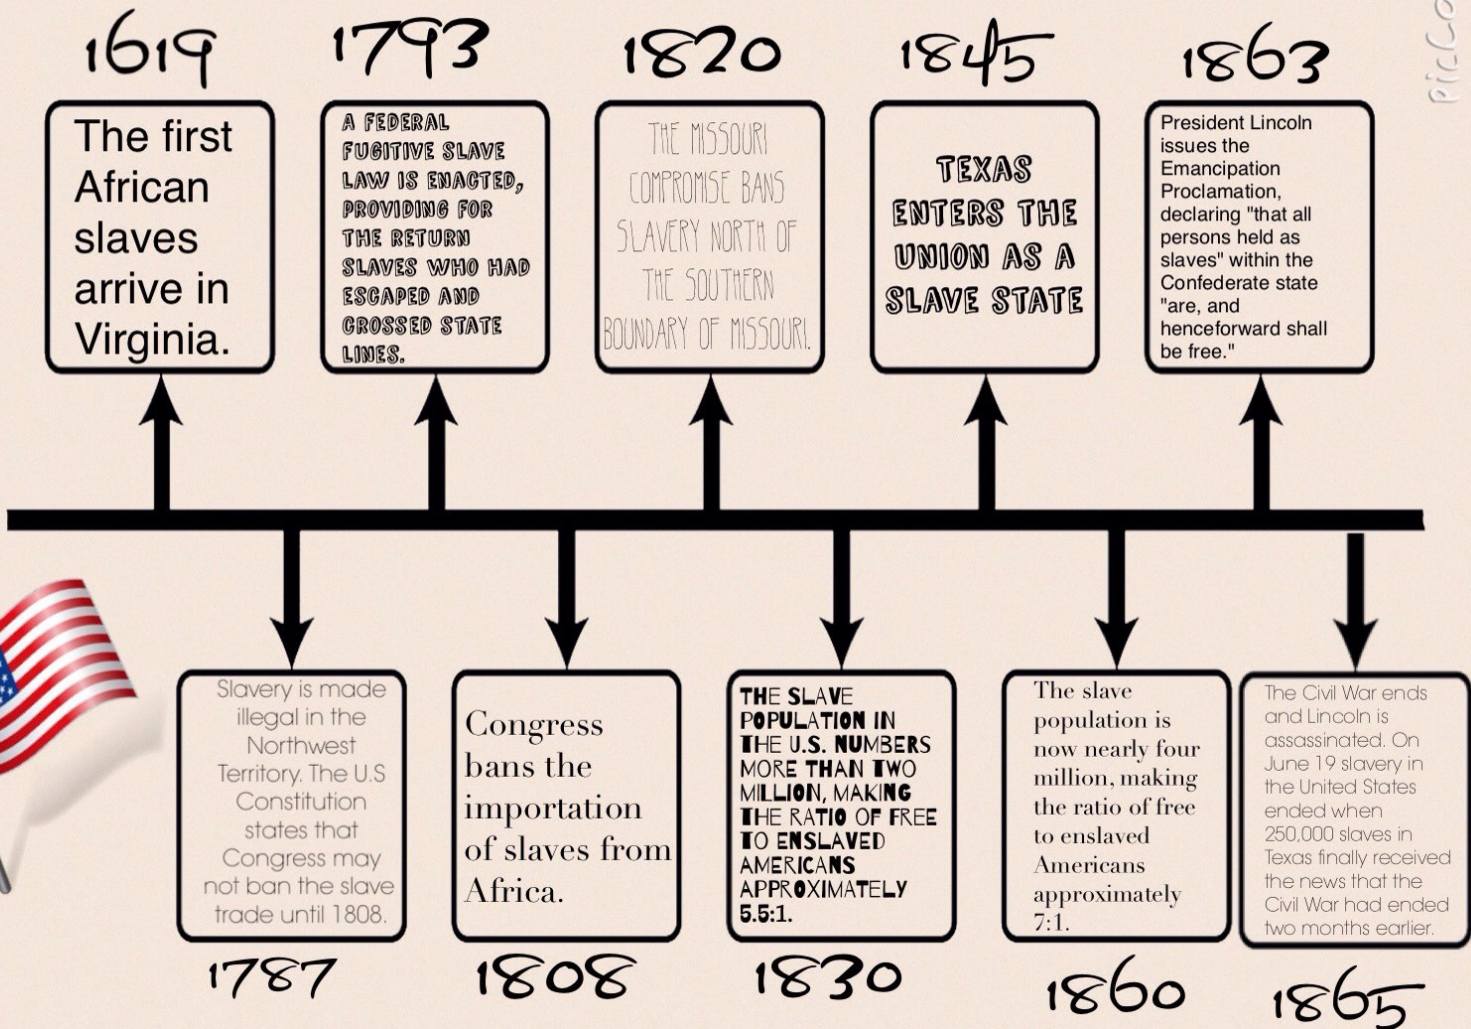 1619
The first
African
slaves
arrive in
Virginia.
1793
A FEDERAL
FUGITIVE SLAVE
LAW IS ENACTED,
PROVIDING FOR
THE RETURN
SLAVES WHO HAD
ESCAPED AND
CROSSED STATE
LINES.
1820
THE MISSOURI
COMPROMISE BANS
SLAVERY NORTH OF
THE SOUTHERN
BOUNDARY OF MISSOURI.
1845
TEXAS
ENTERS THE
UNION AS A
SLAVE STATE
1863
President Lincoln
issues the
Emancipation
Proclamation,
declaring "that all
persons held as
slaves" within the
Confederate state
"are, and
henceforward shall
be free."
Slavery is made
illegal in the
Northwest
Territory. The U.S
Constitution
states that
Congress may
not ban the slave
trade until 1808.
1787
Congress
bans the
importation
of slaves from
Africa.
1808
THE SLAVE
POPULATION IN
THE U.S. NUMBERS
MORE THAN TWO
MILLION, MAKING
THE RATIO OF FREE
TO ENSLAVED
AMERICANS
APPROXIMATELY
5.5:1.
1830
The slave
population is
now nearly four
million, making
the ratio of free
to enslaved
Americans
approximately
7:1.
1860
The Civil War ends
and Lincoln is
assassinated. On
June 19 slavery in
the United States
ended when
250,000 slaves in
Texas finally received
the news that the
Civil War had ended
two months earlier.
1865